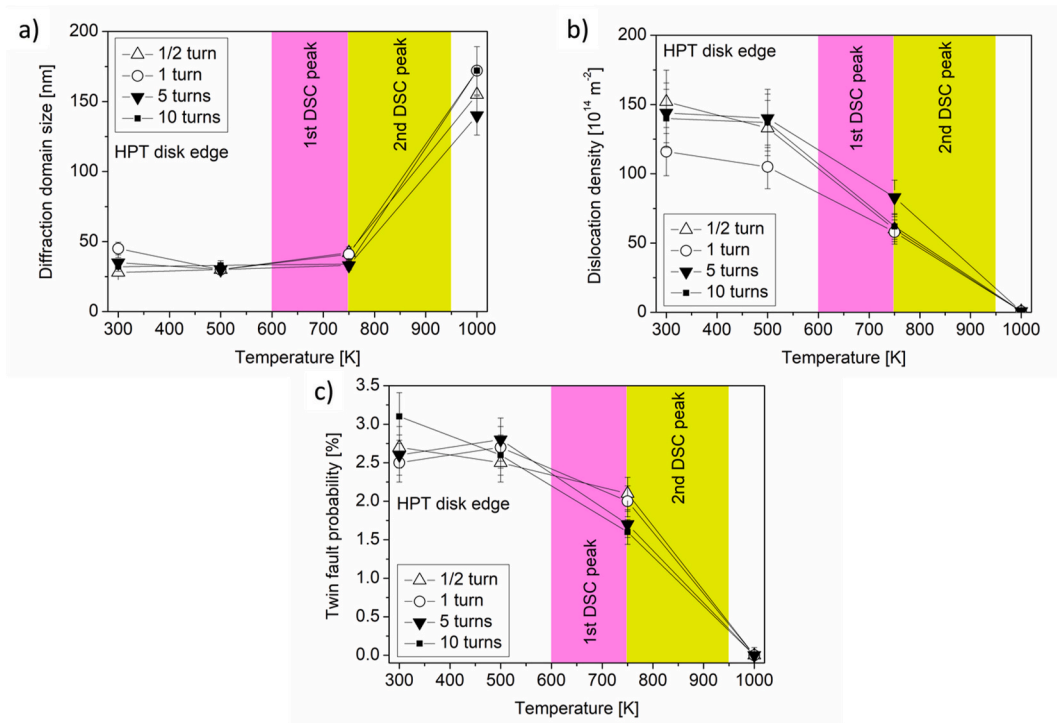 a)
Diffraction domain size [nm]
200
150
100
50
0
1/2 turn
1 turn
5 turns
10 turns
HPT disk edge
1st DSC peak
2nd DSC peak
300 400 500 600 700 800 900 1000
Temperature [K]
b)
Dislocation density [10¹⁴ m⁻²]
200
150
100
50
0
HPT disk edge
1st DSC peak
2nd DSC peak
1/2 turn
1 turn
5 turns
10 turns
300 400 500 600 700 800 900 1000
Temperature [K]
c)
Twin fault probability [%]
3.5
3.0
2.5
2.0
1.5
1.0
0.5
0.0
HPT disk edge
1/2 turn
1 turn
5 turns
10 turns
1st DSC peak
2nd DSC peak
300 400 500 600 700 800 900 1000
Temperature [K]